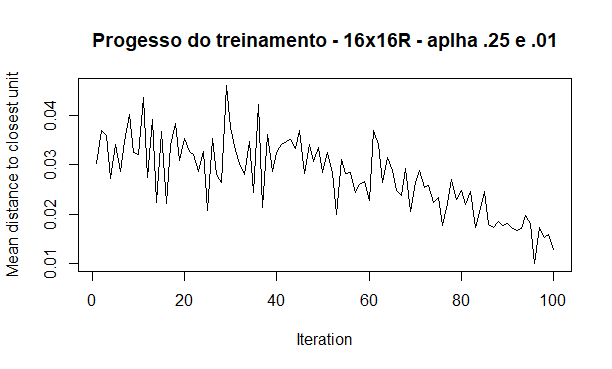 Progesso do treinamento - 16x16R - aplha .25 e .01
Mean distance to closest unit
0.04
0.03
0.02
0.01
0 20 40 60 80 100
Iteration